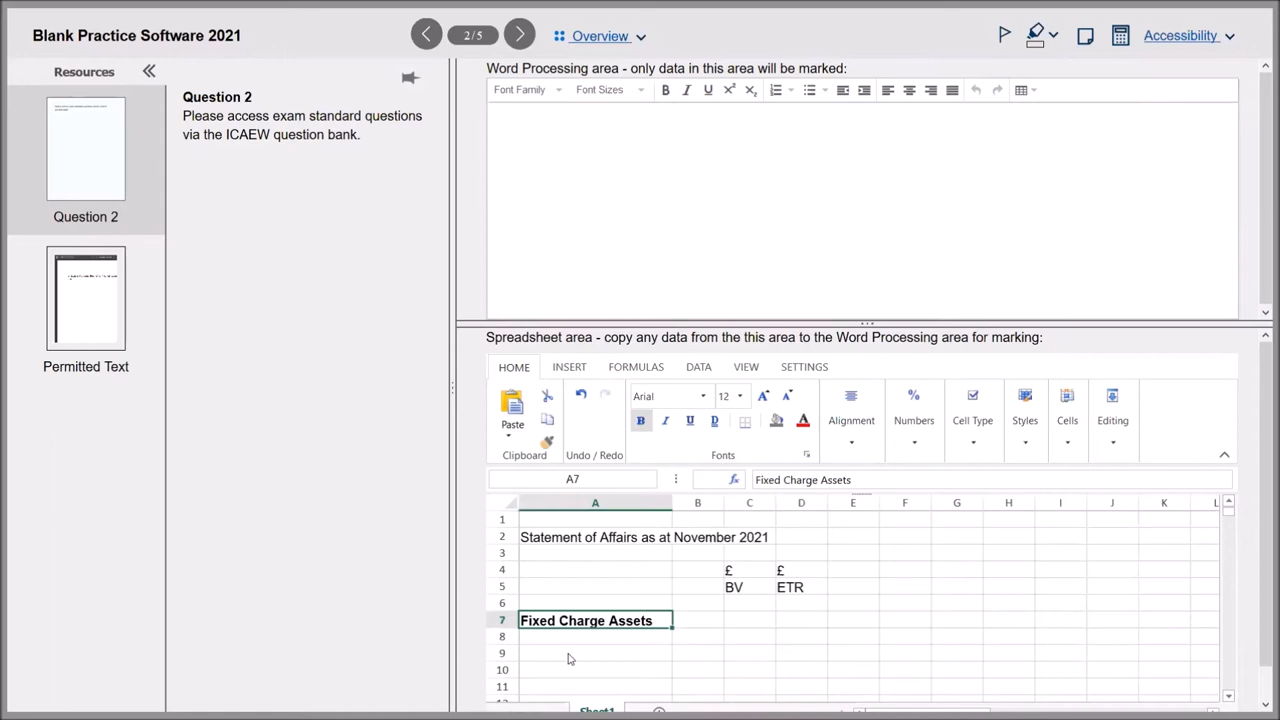 Blank Practice Software 2021
2/5
Overview
Accessibility
Resources
Question 2
Permitted Text
Question 2
Please access exam standard questions
via the ICAEW question bank.
Word Processing area - only data in this area will be marked:
Font Family
Font Sizes
B I U X² X₂
Spreadsheet area - copy any data from the this area to the Word Processing area for marking:
HOME INSERT FORMULAS DATA VIEW SETTINGS
Paste
Clipboard
Undo / Redo
Arial 12 A A
B I U D A
Fonts
Alignment
%
Numbers
Cell Type
Styles
Cells
Editing
A7 fx Fixed Charge Assets
A B C D E F G H I J K L
1
2 Statement of Affairs as at November 2021
3
4 £ £
5 BV ETR
6
7 Fixed Charge Assets
8
9
10
11
Sheet1